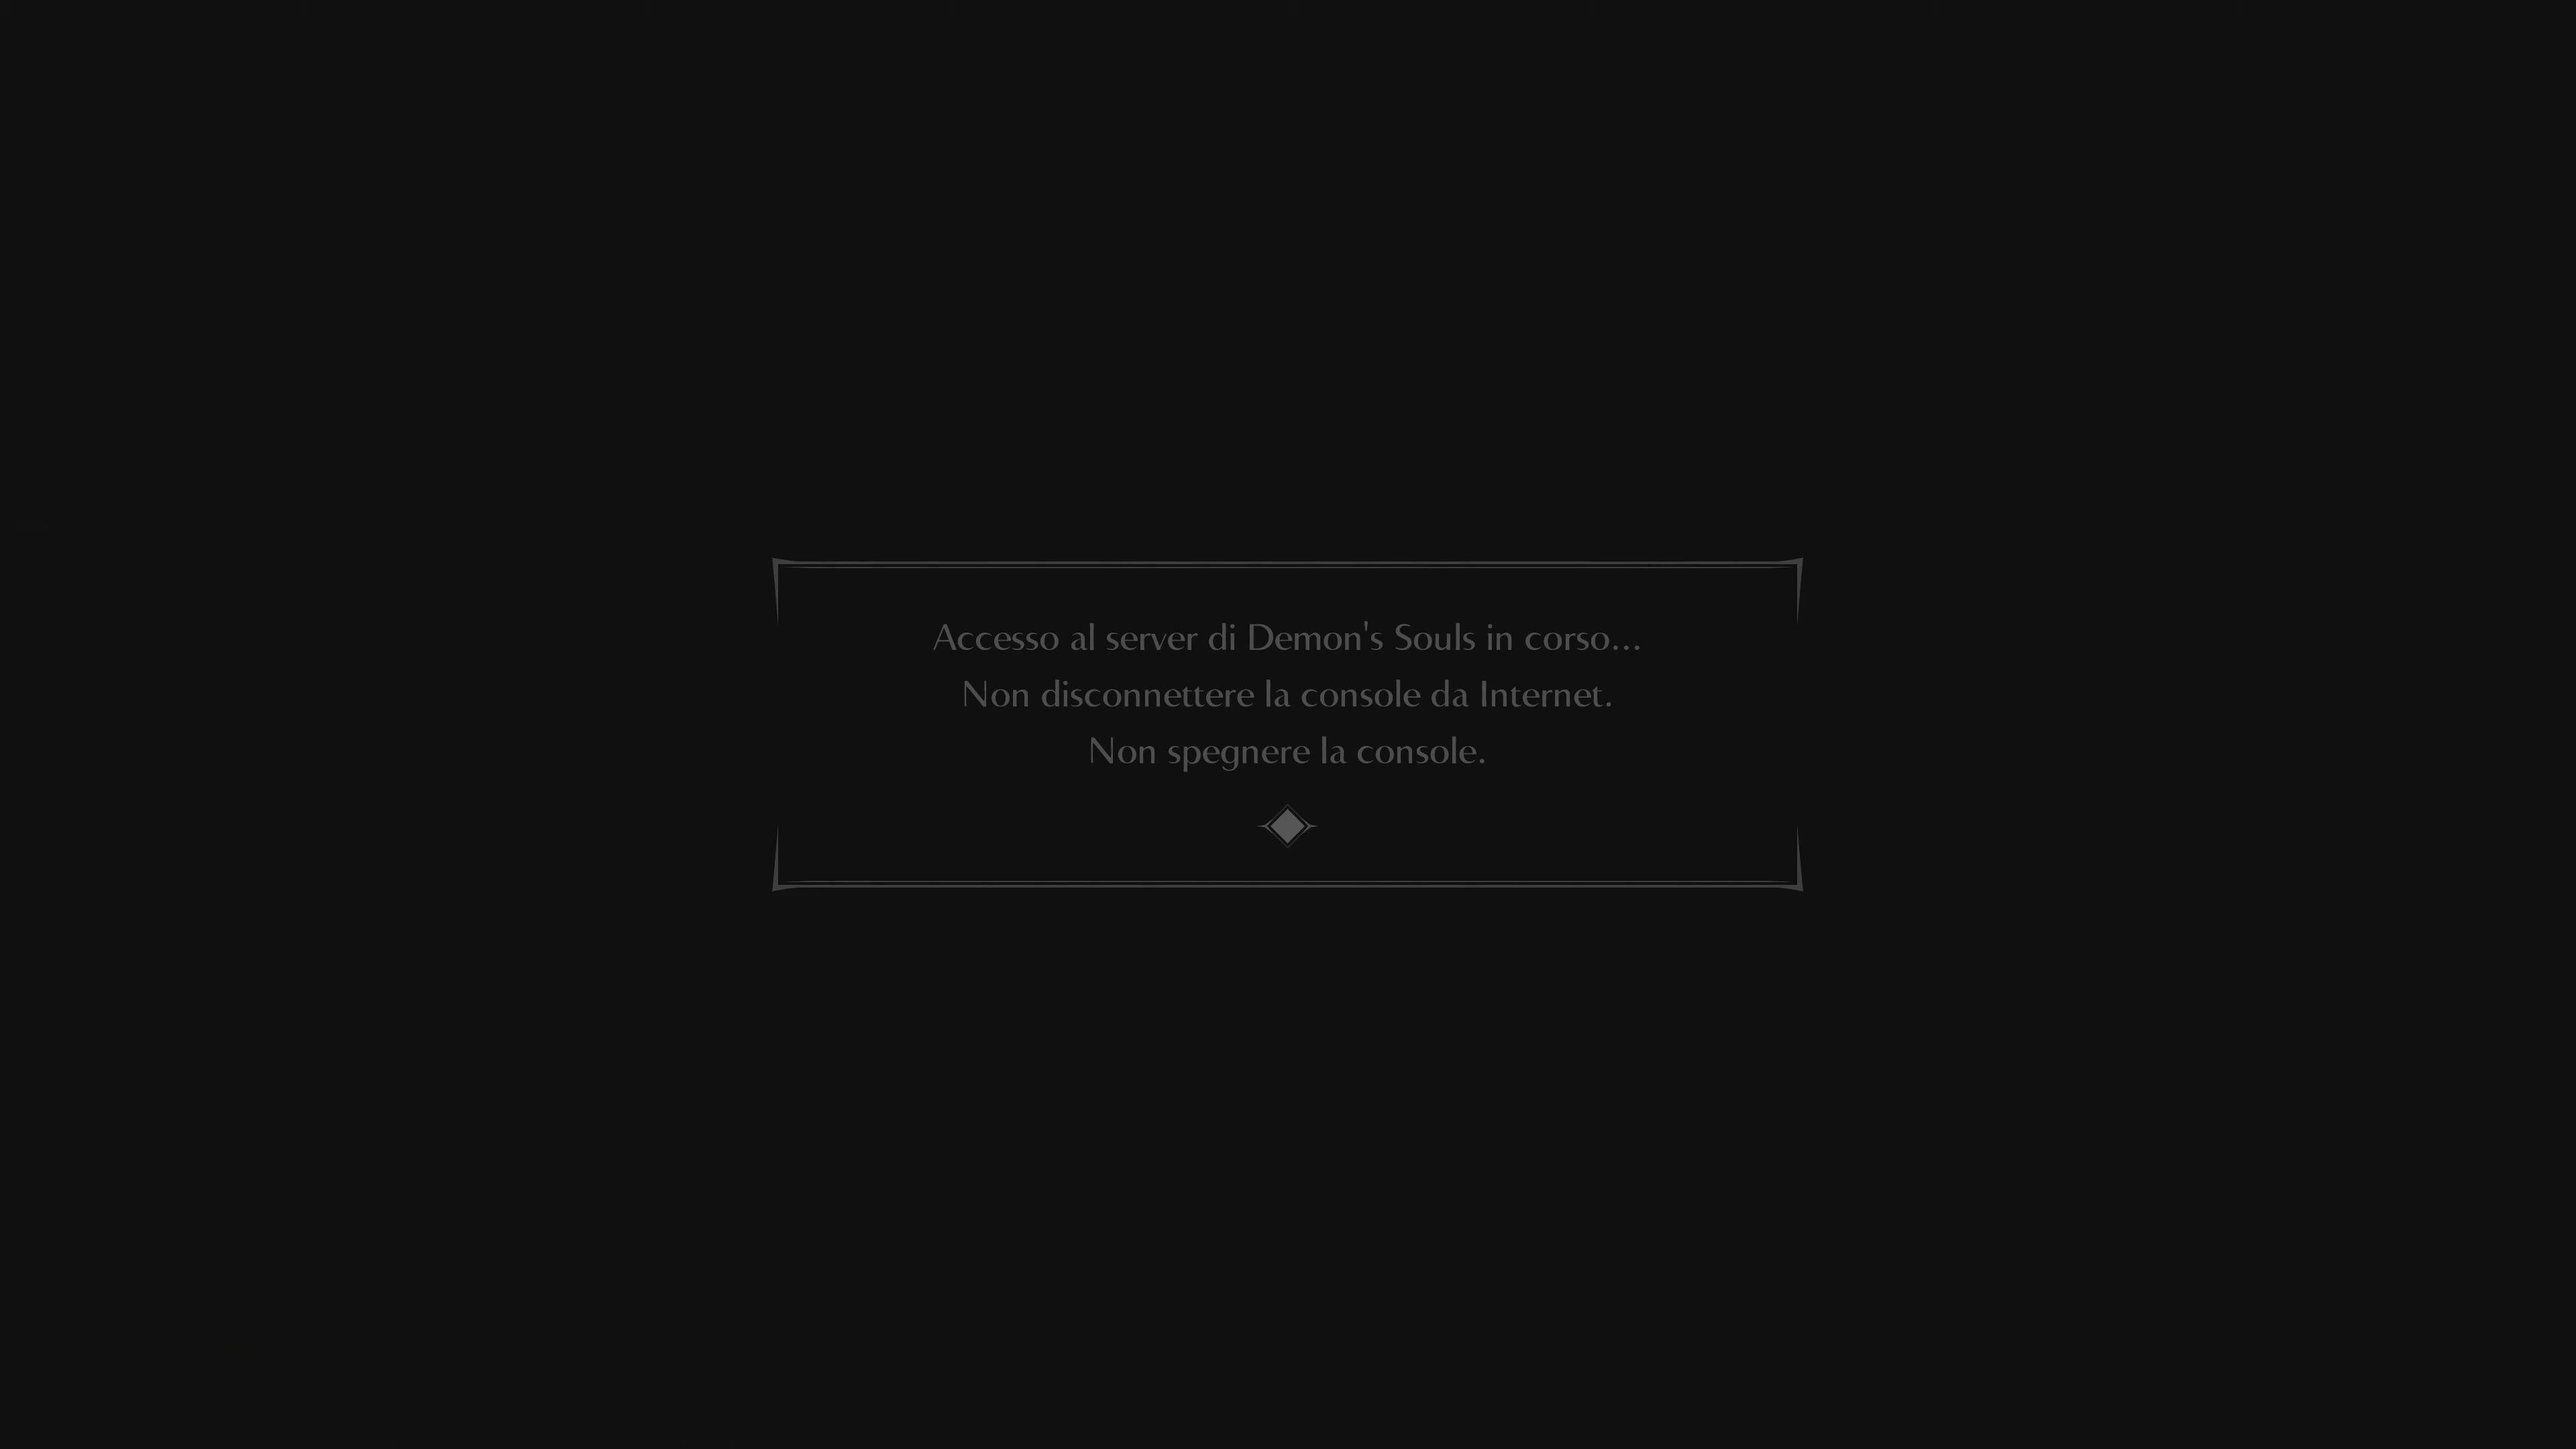 Accesso al server di Demon's Souls in corso...
Non disconnettere la console da Internet.
Non spegnere la console.